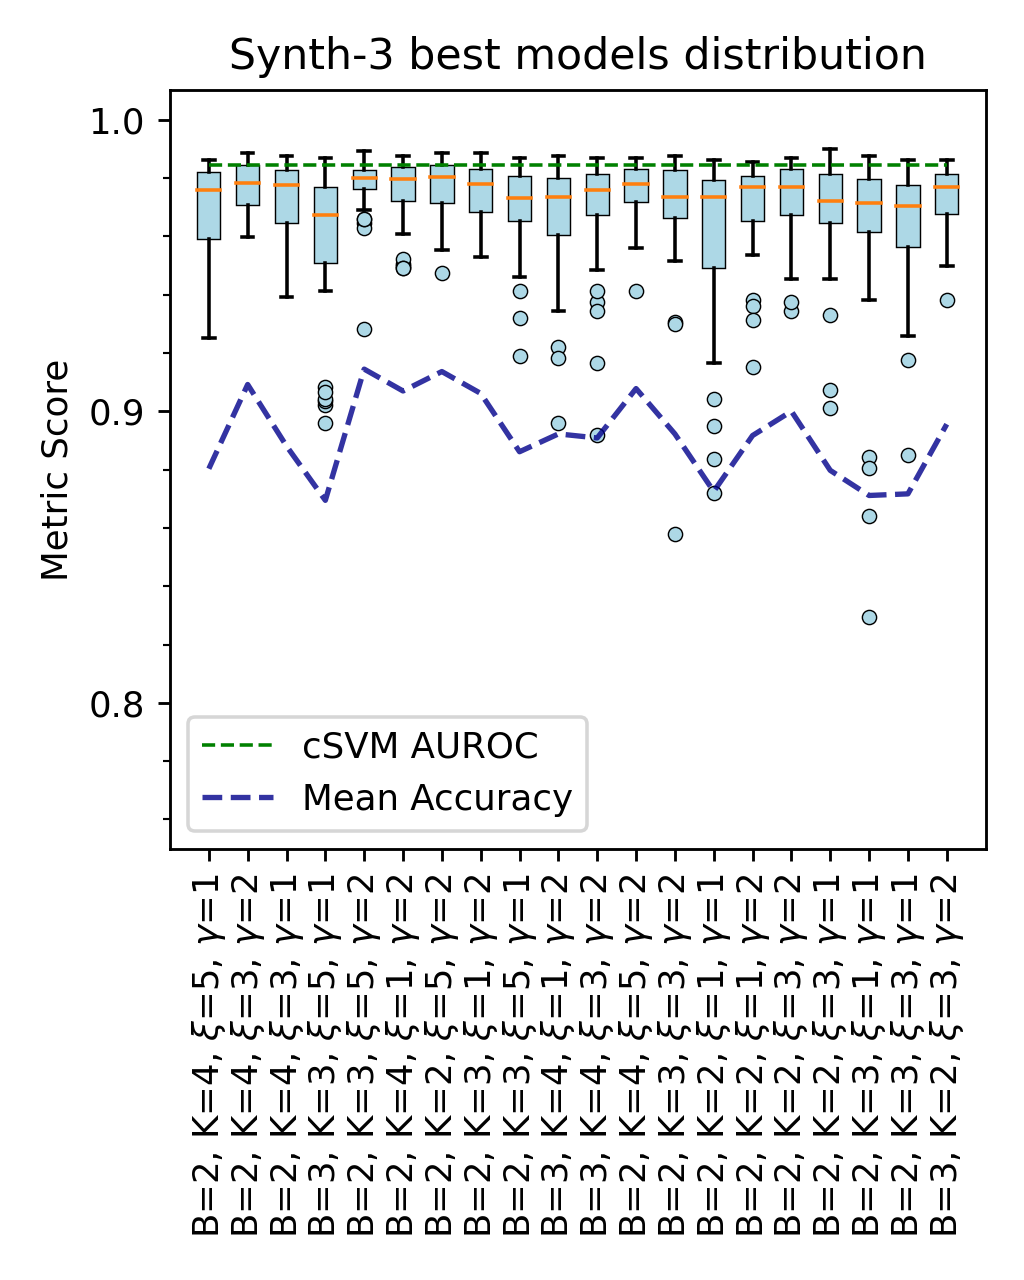 Synth-3 best models distribution
1.0
0.9
0.8
Metric Score
cSVM AUROC
Mean Accuracy
B=2, K=4, ξ=5, γ=1
B=2, K=4, ξ=3, γ=2
B=2, K=4, ξ=3, γ=1
B=3, K=3, ξ=5, γ=1
B=2, K=3, ξ=5, γ=2
B=2, K=4, ξ=1, γ=2
B=2, K=2, ξ=5, γ=2
B=2, K=3, ξ=1, γ=2
B=2, K=3, ξ=5, γ=1
B=3, K=4, ξ=1, γ=2
B=3, K=4, ξ=3, γ=2
B=2, K=4, ξ=5, γ=2
B=2, K=3, ξ=3, γ=2
B=2, K=2, ξ=1, γ=1
B=2, K=2, ξ=1, γ=2
B=2, K=2, ξ=3, γ=2
B=2, K=2, ξ=3, γ=1
B=2, K=3, ξ=1, γ=1
B=2, K=3, ξ=3, γ=1
B=3, K=2, ξ=3, γ=2